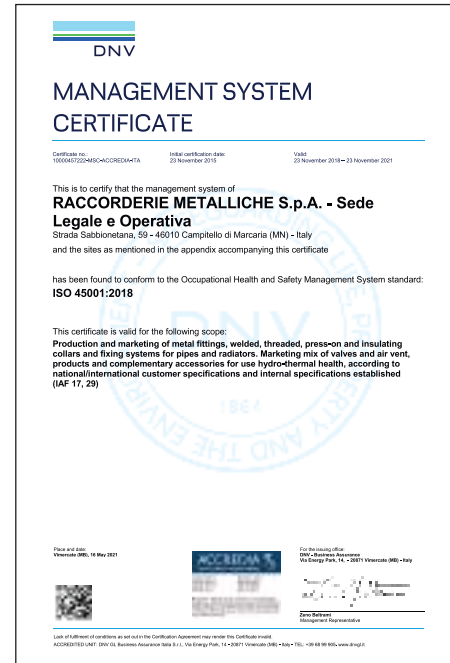 DNV
MANAGEMENT SYSTEM
CERTIFICATE
Certificate no.:
10000457222-MSC-ACCREDIA-ITA
Initial certification date:
23 November 2015
Valid:
23 November 2018 – 23 November 2021
This is to certify that the management system of
RACCORDERIE METALLICHE S.p.A. - Sede
Legale e Operativa
Strada Sabbionetana, 59 - 46010 Campitello di Marcaria (MN) - Italy
and the sites as mentioned in the appendix accompanying this certificate
has been found to conform to the Occupational Health and Safety Management System standard:
ISO 45001:2018
This certificate is valid for the following scope:
Production and marketing of metal fittings, welded, threaded, press-on and insulating
collars and fixing systems for pipes and radiators. Marketing mix of valves and air vent,
products and complementary accessories for use hydro-thermal health, according to
national/international customer specifications and internal specifications established
(IAF 17, 29)
DNV
1864
Place and date:
Vimercate (MB), 16 May 2021
ACCREDIA
For the issuing office:
DNV - Business Assurance
Via Energy Park, 14, - 20871 Vimercate (MB) - Italy
Zeno Beltrami
Management Representative
Lack of fulfilment of conditions as set out in the Certification Agreement may render this Certificate invalid.
ACCREDITED UNIT: DNV GL Business Assurance Italia S.r.l., Via Energy Park, 14 - 20871 Vimercate (MB) - Italy - TEL: +39 68 99 905. www.dnvgl.it